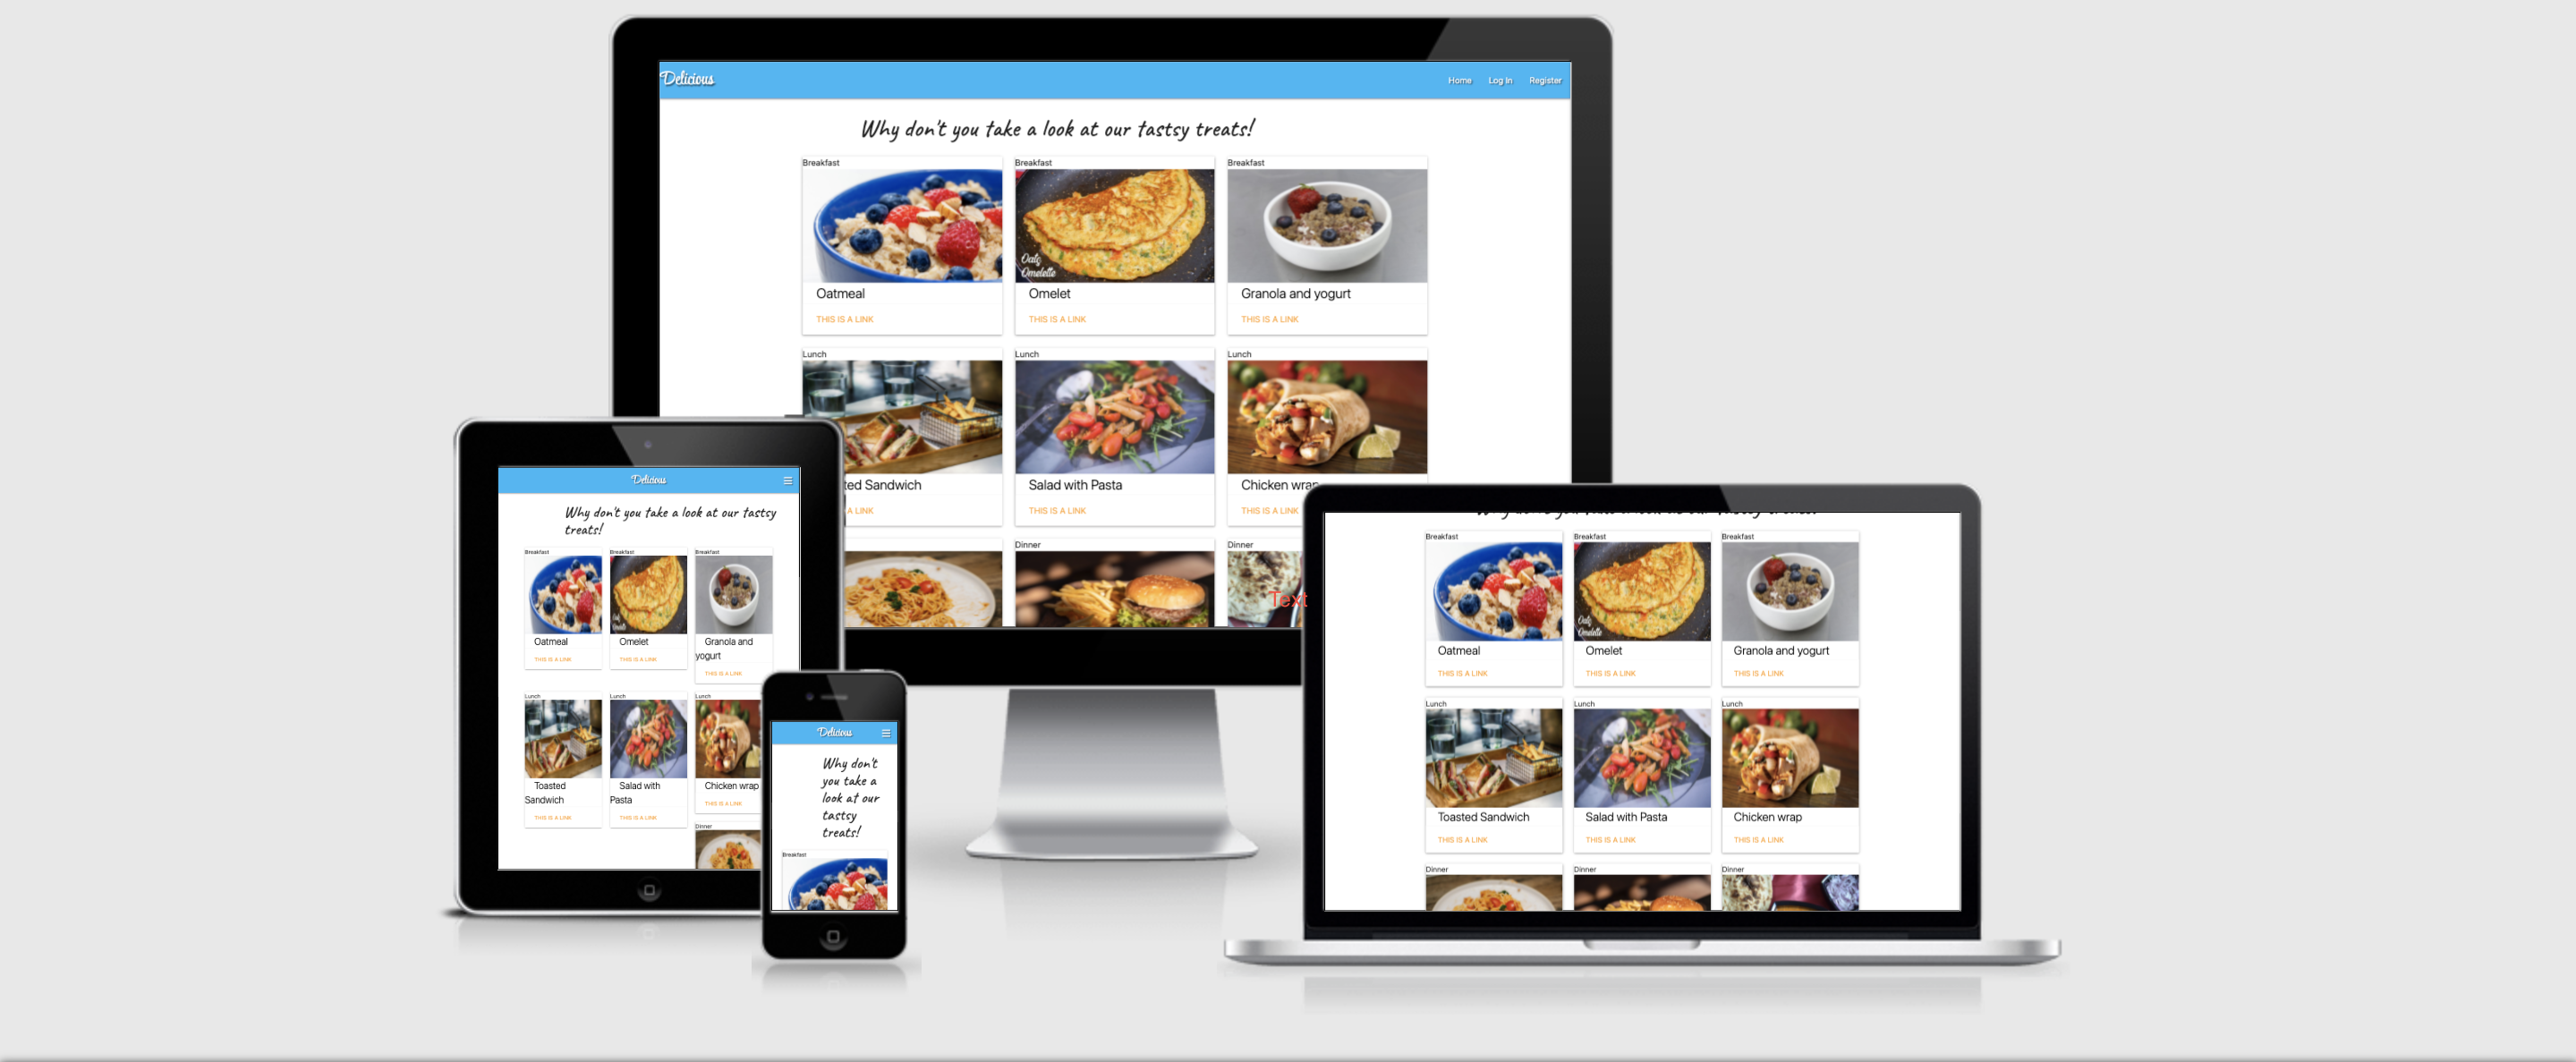 Delicious
Home Log In Register
Why don't you take a look at our tastsy treats!
Breakfast Breakfast Breakfast
Oatmeal Omelet Granola and yogurt
THIS IS A LINK THIS IS A LINK THIS IS A LINK
Lunch Lunch Lunch
ted Sandwich Salad with Pasta Chicken wrap
A LINK THIS IS A LINK THIS IS A LINK
Dinner Dinner
Text
Delicious
Why don't you take a look at our tastsy
treats!
Breakfast Breakfast Breakfast
Oatmeal Omelet Granola and
yogurt
THIS IS A LINK THIS IS A LINK
THIS IS A LINK
Lunch Lunch Lunch
Toasted
Sandwich
Salad with
Pasta
Chicken wrap
THIS IS A LINK
THIS IS A LINK THIS IS A LINK
Dinner
Delicious
Why don't
you take a
look at our
tastsy
treats!
Breakfast
Breakfast Breakfast Breakfast
Oatmeal Omelet Granola and yogurt
THIS IS A LINK THIS IS A LINK THIS IS A LINK
Lunch Lunch Lunch
Toasted Sandwich Salad with Pasta Chicken wrap
THIS IS A LINK THIS IS A LINK THIS IS A LINK
Dinner Dinner Dinner